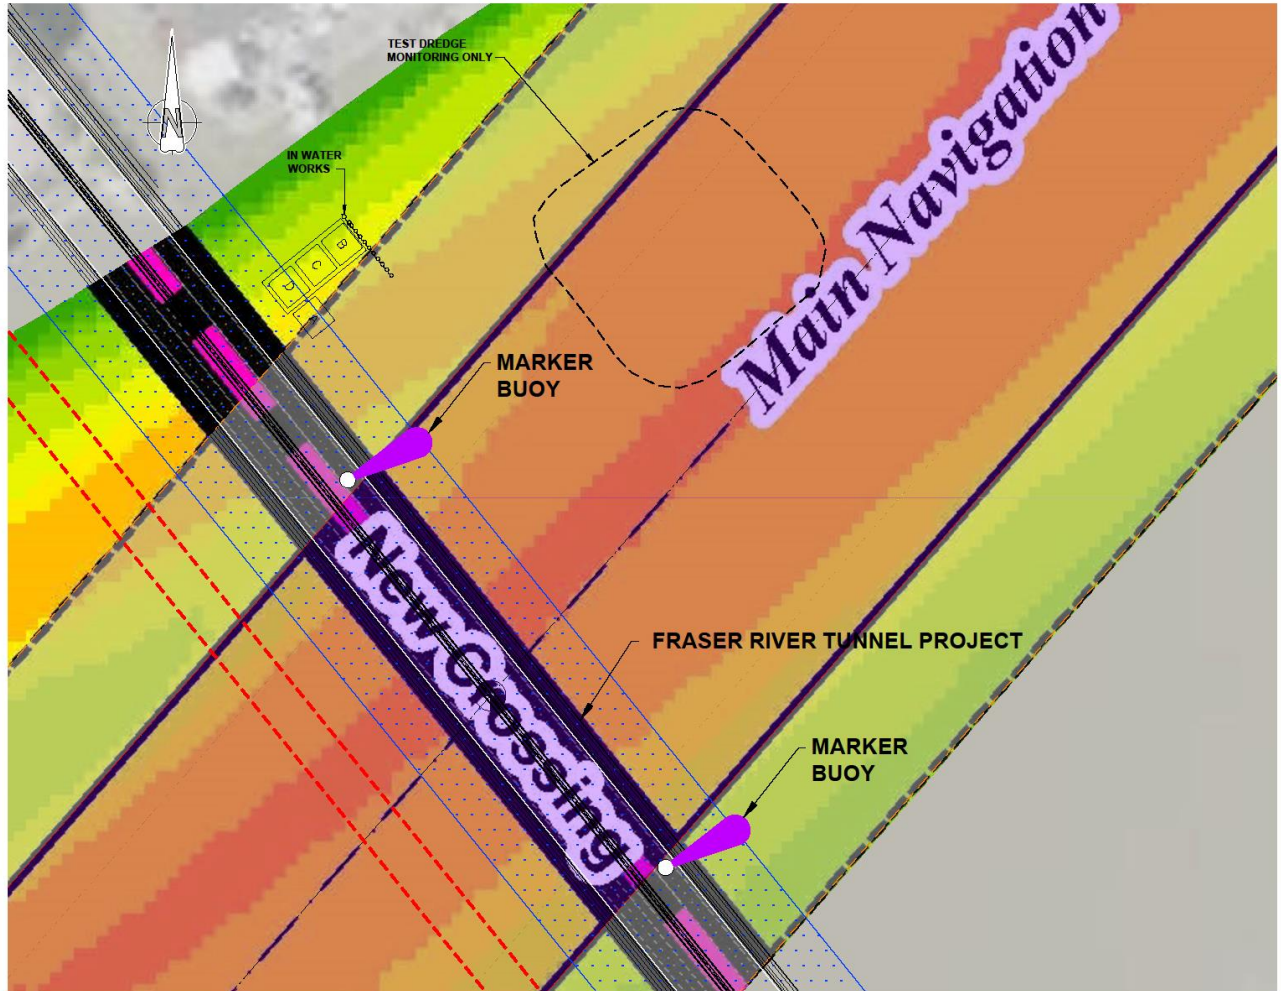 TEST DREDGE
MONITORING ONLY
Main Navigation
N
IN WATER
WORKS
B
C
D
MARKER
BUOY
New Crossing
FRASER RIVER TUNNEL PROJECT
MARKER
BUOY